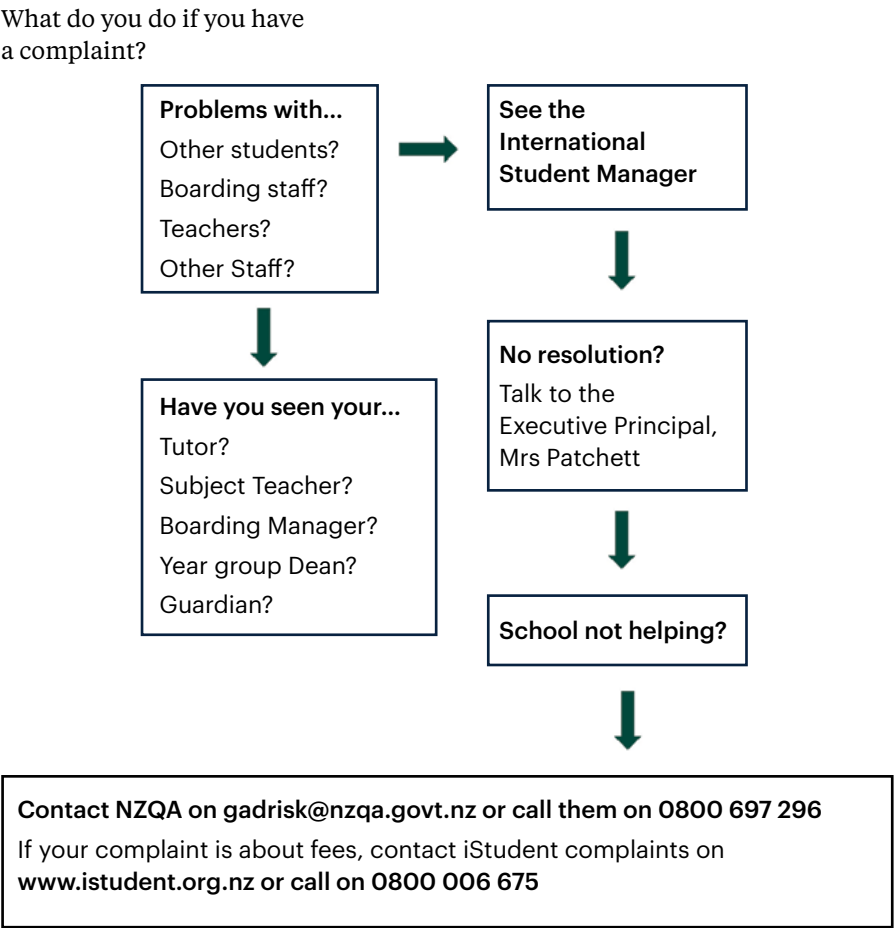 What do you do if you have
a complaint?
Problems with...
Other students?
Boarding staff?
Teachers?
Other Staff?
See the
International
Student Manager
Have you seen your...
Tutor?
Subject Teacher?
Boarding Manager?
Year group Dean?
Guardian?
No resolution?
Talk to the
Executive Principal,
Mrs Patchett
School not helping?
Contact NZQA on gadrisk@nzqa.govt.nz or call them on 0800 697 296
If your complaint is about fees, contact iStudent complaints on
www.istudent.org.nz or call on 0800 006 675